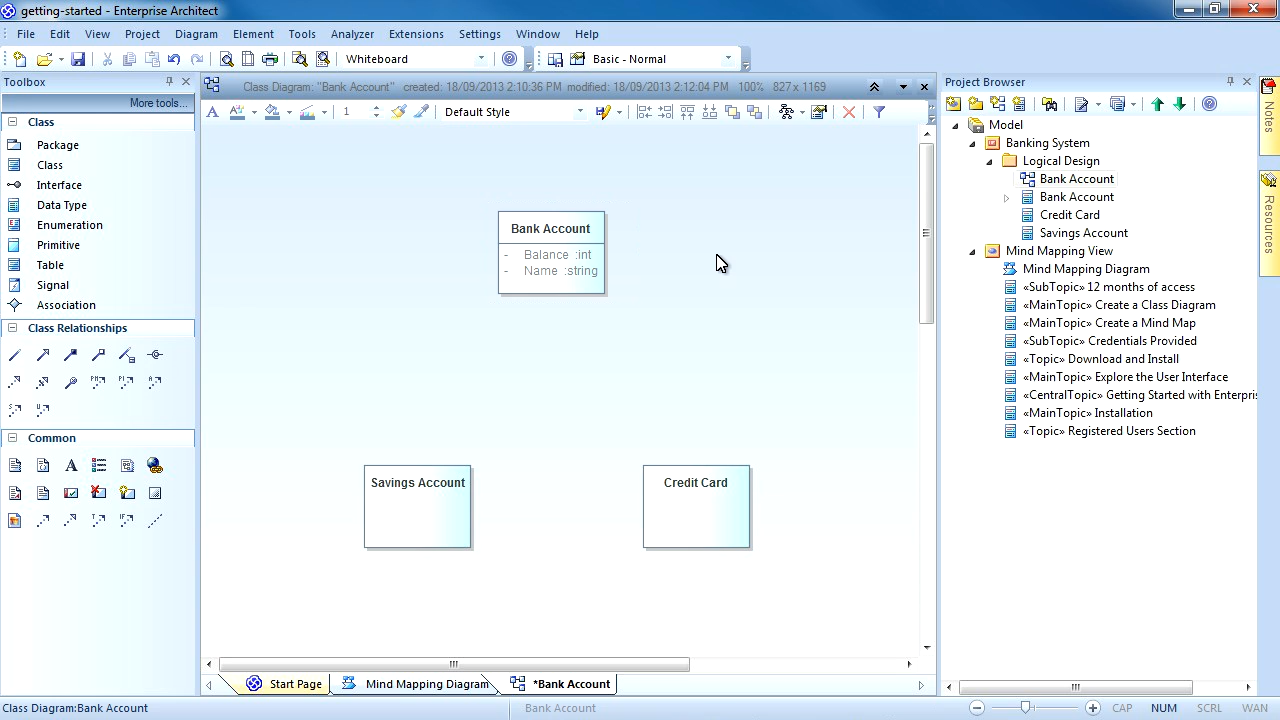 getting-started - Enterprise Architect
File Edit View Project Diagram Element Tools Analyzer Extensions Settings Window Help
Whiteboard
Basic - Normal
Toolbox
More tools...
Class
Package
Class
Interface
Data Type
Enumeration
Primitive
Table
Signal
Association
Class Relationships
Common
Class Diagram: "Bank Account" created: 18/09/2013 2:10:36 PM modified: 18/09/2013 2:12:04 PM 100% 827 x 1169
1
Default Style
Bank Account
- Balance :int
- Name :string
Savings Account
Credit Card
Start Page
Mind Mapping Diagram
*Bank Account
Project Browser
Model
Banking System
Logical Design
Bank Account
Bank Account
Credit Card
Savings Account
Mind Mapping View
Mind Mapping Diagram
«SubTopic» 12 months of access
«MainTopic» Create a Class Diagram
«MainTopic» Create a Mind Map
«SubTopic» Credentials Provided
«Topic» Download and Install
«MainTopic» Explore the User Interface
«CentralTopic» Getting Started with Enterpris
«MainTopic» Installation
«Topic» Registered Users Section
Notes
Resources
Class Diagram:Bank Account
Bank Account
CAP NUM SCRL WAN